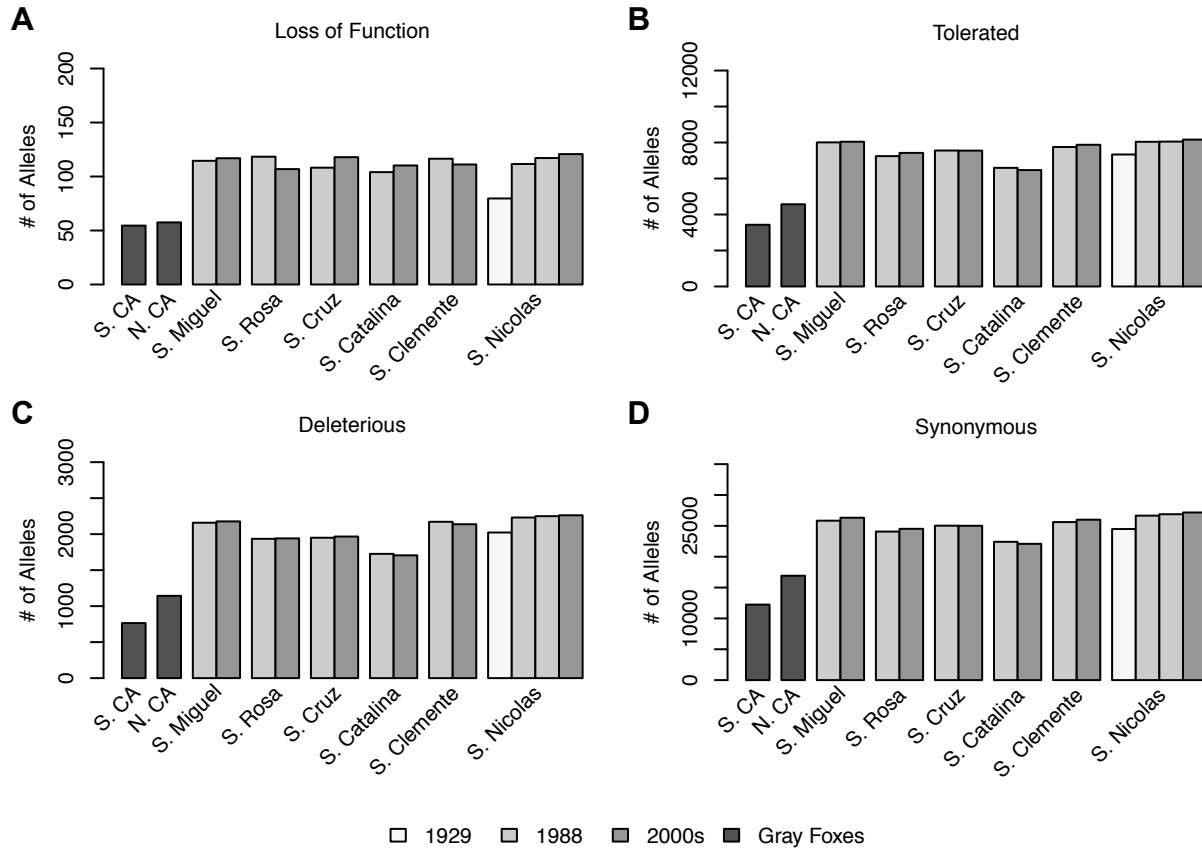 A
Loss of Function
# of Alleles
0
50
100
150
200
S. CA
N. CA
S. Miguel
S. Rosa
S. Cruz
S. Catalina
S. Clemente
S. Nicolas
B
Tolerated
# of Alleles
0
4000
8000
12000
S. CA
N. CA
S. Miguel
S. Rosa
S. Cruz
S. Catalina
S. Clemente
S. Nicolas
C
Deleterious
# of Alleles
0
1000
2000
3000
S. CA
N. CA
S. Miguel
S. Rosa
S. Cruz
S. Catalina
S. Clemente
S. Nicolas
D
Synonymous
# of Alleles
0
10000
25000
S. CA
N. CA
S. Miguel
S. Rosa
S. Cruz
S. Catalina
S. Clemente
S. Nicolas
1929 1988 2000s Gray Foxes